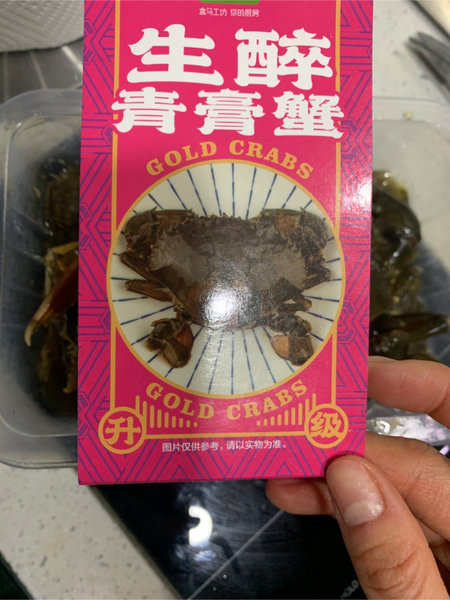 盒马工坊 你的厨房
生醉
青膏蟹
GOLD CRABS
GOLD CRABS
升 级
图片仅供参考，请以实物为准。